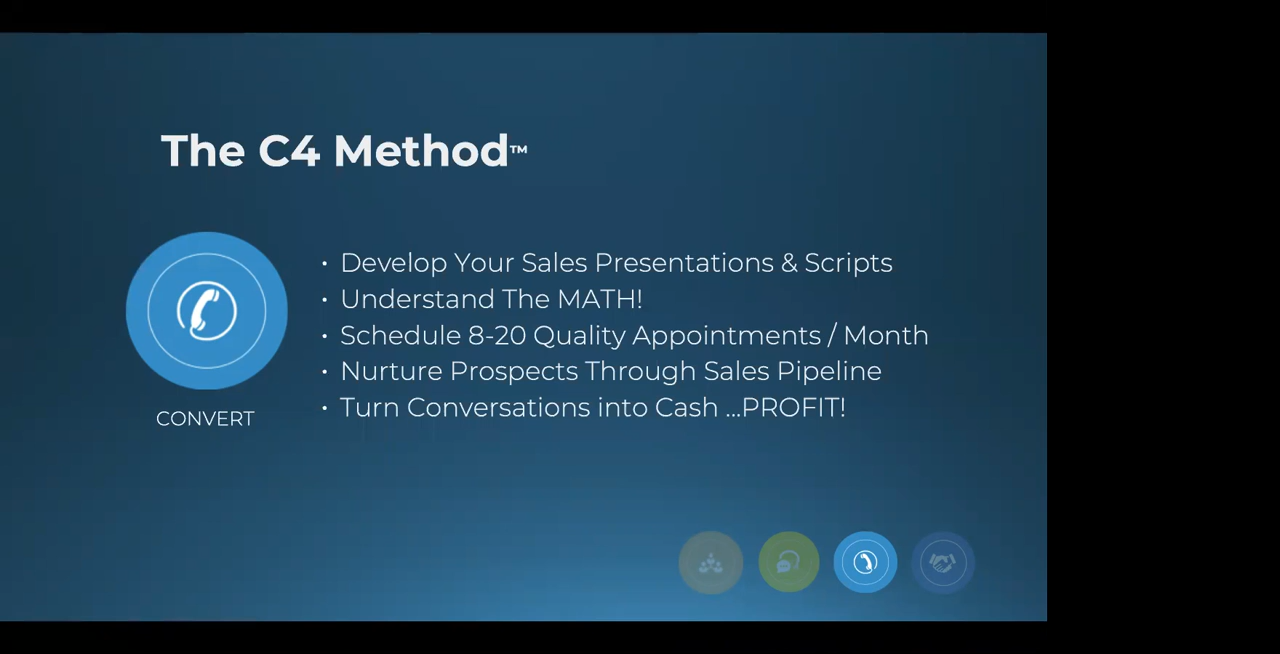 The C4 Method™
• Develop Your Sales Presentations & Scripts
• Understand The MATH!
• Schedule 8-20 Quality Appointments / Month
• Nurture Prospects Through Sales Pipeline
• Turn Conversations into Cash ...PROFIT!
CONVERT